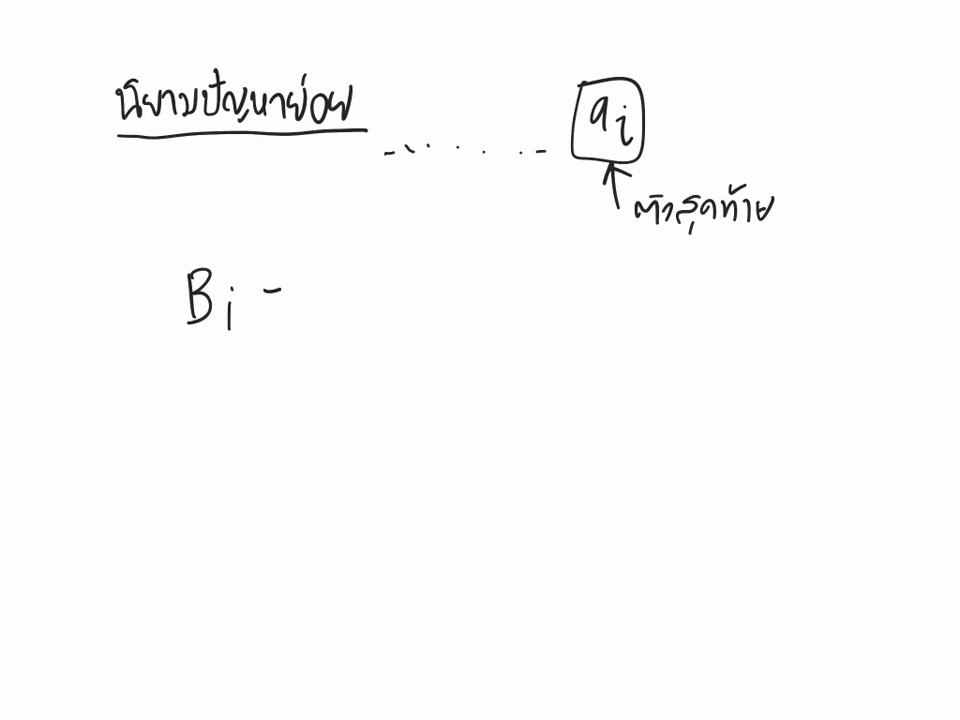 นิยามปัญหาย่อย
-........- aᵢ
ตัวสุดท้าย
Bᵢ -